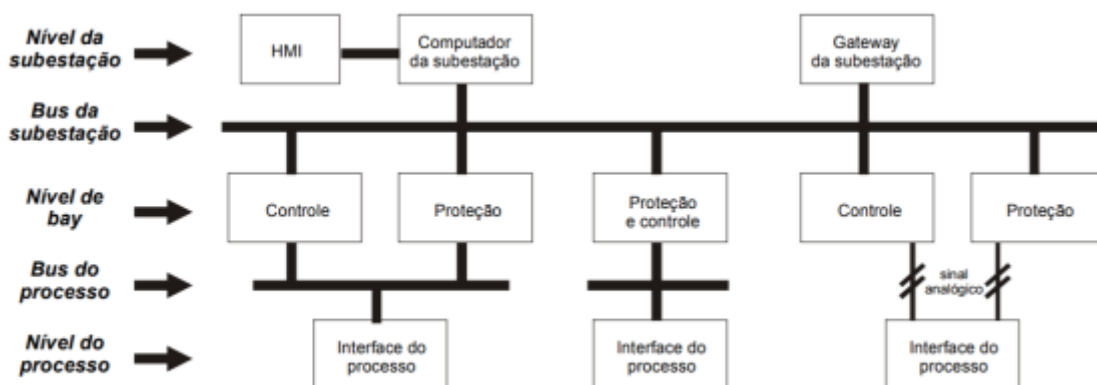 Nível da
subestação
HMI
Computador
da subestação
Gateway
da subestação
Bus da
subestação
Nível de
bay
Controle
Proteção
Proteção
e controle
Controle
Proteção
Bus do
processo
sinal
analógico
Nível do
processo
Interface do
processo
Interface do
processo
Interface do
processo